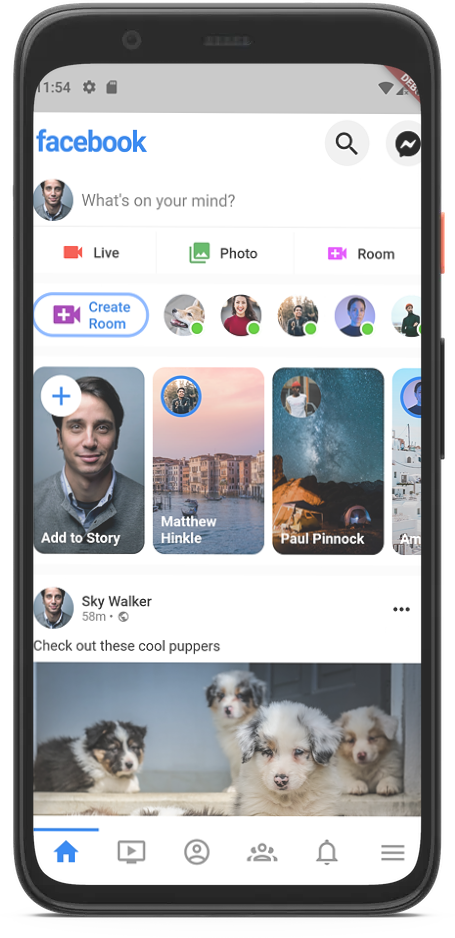 11:54
DEBU
facebook
What's on your mind?
Live
Photo
Room
Create
Room
Add to Story
Matthew
Hinkle
Paul Pinnock
Am
Sky Walker
58m •
•••
Check out these cool puppers